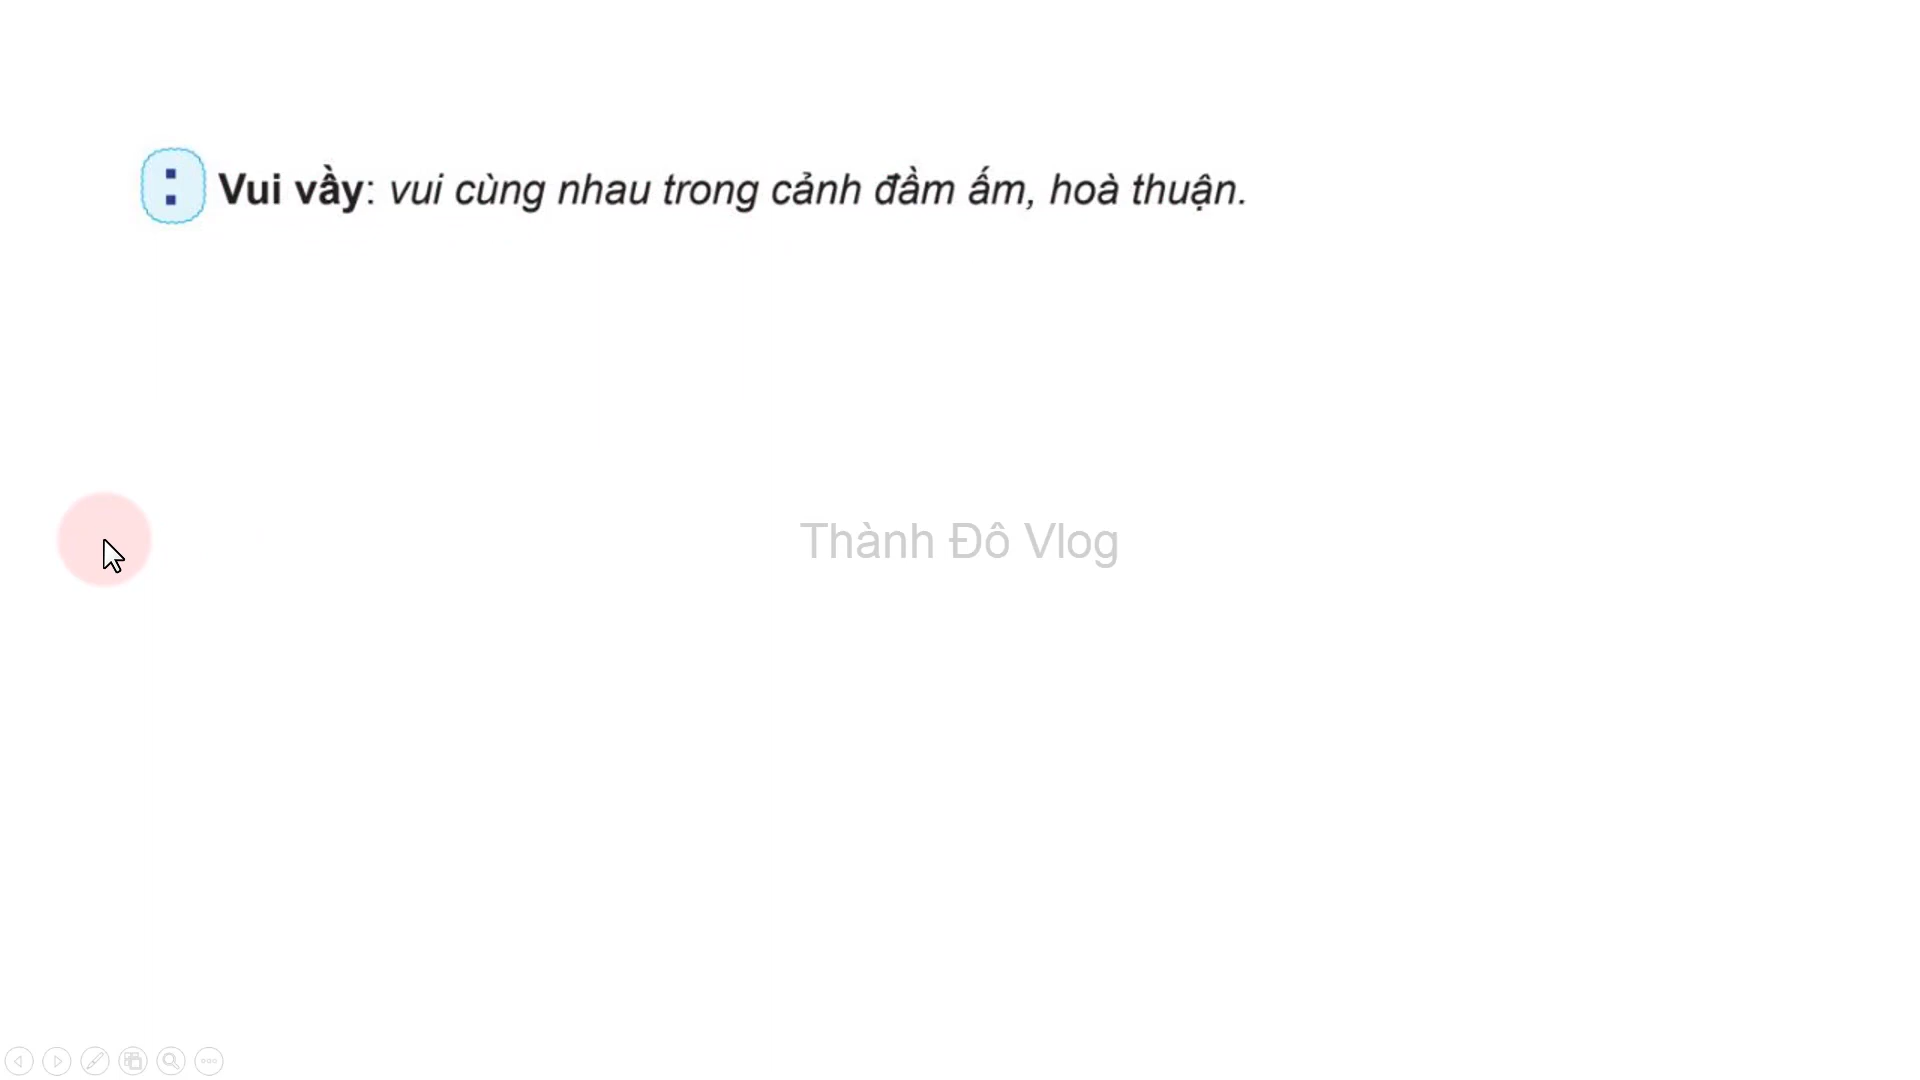 : Vui vầy: vui cùng nhau trong cảnh đầm ấm, hoà thuận.
Thành Đô Vlog